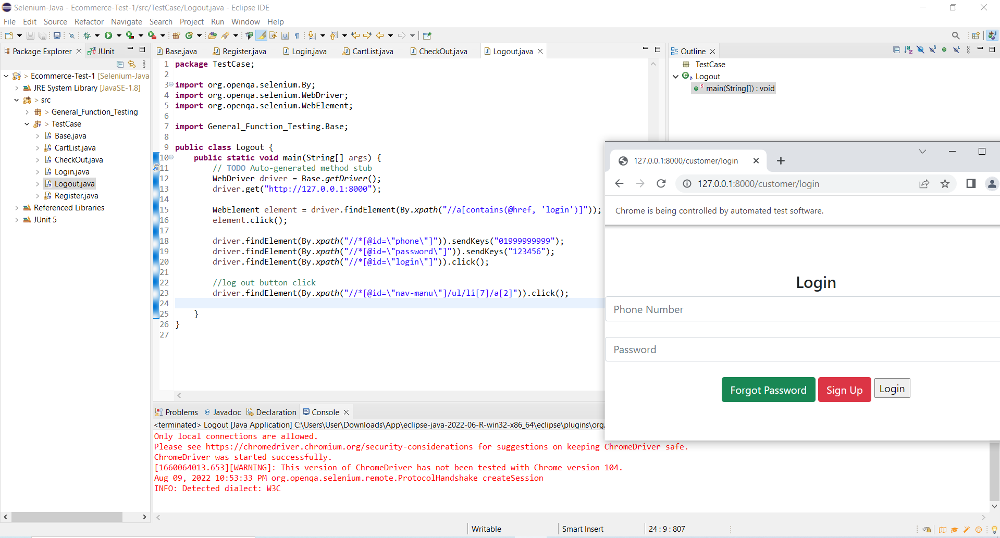 Selenium-Java - Ecommerce-Test-1/src/TestCase/Logout.java - Eclipse IDE
File Edit Source Refactor Navigate Search Project Run Window Help
Package Explorer JUnit
Ecommerce-Test-1 [Selenium-Java
JRE System Library [JavaSE-1.8]
> src
> General_Function_Testing
> TestCase
Base.java
CartList.java
CheckOut.java
Login.java
Logout.java
Register.java
Referenced Libraries
JUnit 5
Base.java Register.java Login.java CartList.java CheckOut.java Logout.java
1 package TestCase;
2
3 import org.openqa.selenium.By;
4 import org.openqa.selenium.WebDriver;
5 import org.openqa.selenium.WebElement;
6
7 import General_Function_Testing.Base;
8
9 public class Logout {
10 public static void main(String[] args) {
11 // TODO Auto-generated method stub
12 WebDriver driver = Base.getDriver();
13 driver.get("http://127.0.0.1:8000");
14
15 WebElement element = driver.findElement(By.xpath("//a[contains(@href, 'login')]"));
16 element.click();
17
18 driver.findElement(By.xpath("//*[@id=\"phone\"]")).sendKeys("01999999999");
19 driver.findElement(By.xpath("//*[@id=\"password\"]")).sendKeys("123456");
20 driver.findElement(By.xpath("//*[@id=\"login\"]")).click();
21
22 //log out button click
23 driver.findElement(By.xpath("//*[@id=\"nav-manu\"]/ul/li[7]/a[2]")).click();
24
25 }
26 }
27
Outline
TestCase
Logout
main(String[]) : void
127.0.0.1:8000/customer/login
127.0.0.1:8000/customer/login
Chrome is being controlled by automated test software.
Login
Phone Number
Password
Forgot Password Sign Up Login
Problems @ Javadoc Declaration Console
<terminated> Logout [Java Application] C:\Users\User\Downloads\App\eclipse-java-2022-06-R-win32-x86_64\eclipse\plugins\org.
Only local connections are allowed.
Please see https://chromedriver.chromium.org/security-considerations for suggestions on keeping ChromeDriver safe.
ChromeDriver was started successfully.
[1660064013.653][WARNING]: This version of ChromeDriver has not been tested with Chrome version 104.
Aug 09, 2022 10:53:33 PM org.openqa.selenium.remote.ProtocolHandshake createSession
INFO: Detected dialect: W3C
Writable Smart Insert 24 : 9 : 807